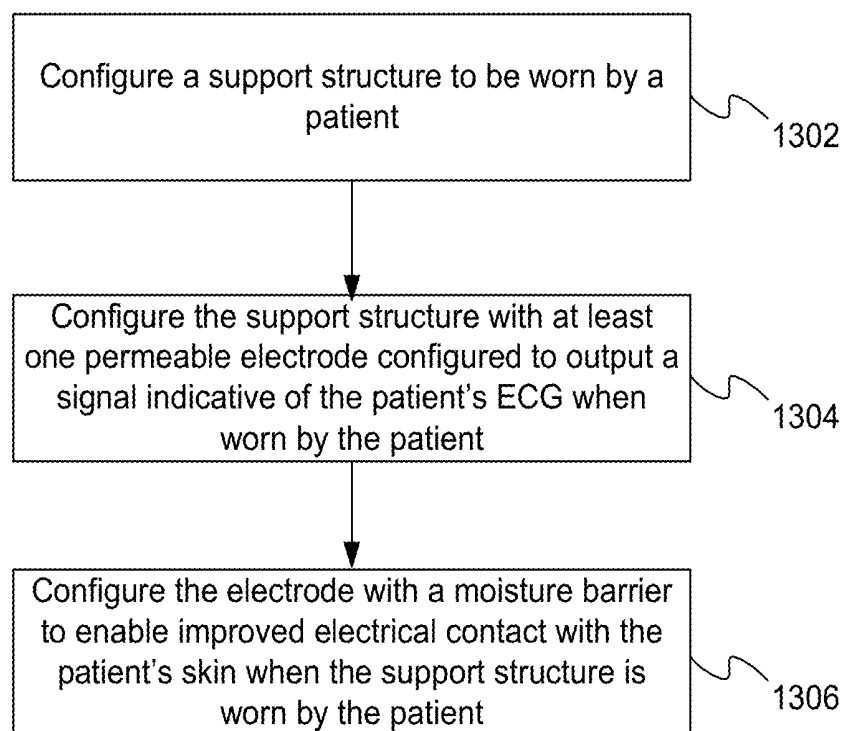 Configure a support structure to be worn by a
patient
1302
Configure the support structure with at least
one permeable electrode configured to output a
signal indicative of the patient’s ECG when
worn by the patient
1304
Configure the electrode with a moisture barrier
to enable improved electrical contact with the
patient’s skin when the support structure is
worn by the patient
1306